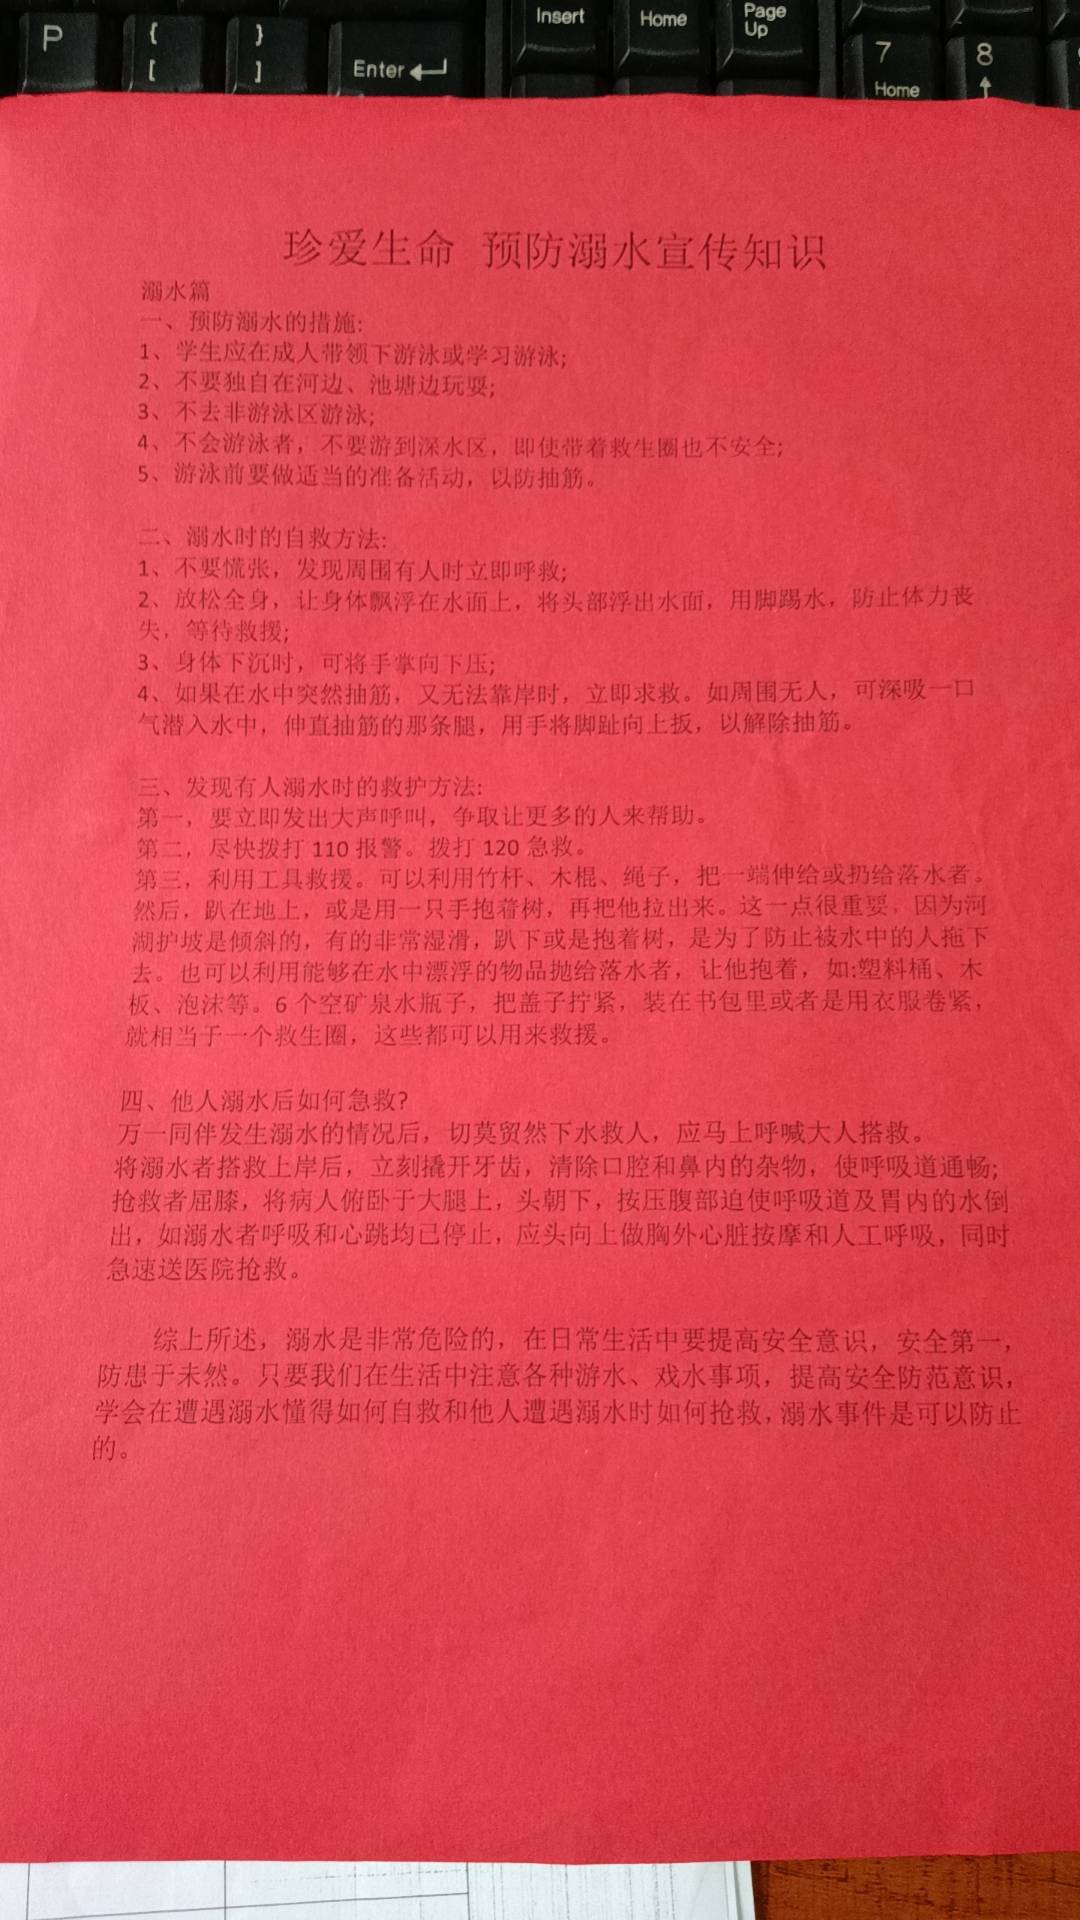 P
{
[
}
]
Enter
Insert
Home
Page
Up
7
Home
8
珍爱生命 预防溺水宣传知识
溺水篇
一、预防溺水的措施:
1、学生应在成人带领下游泳或学习游泳;
2、不要独自在河边、池塘边玩耍;
3、不去非游泳区游泳;
4、不会游泳者，不要游到深水区，即使带着救生圈也不安全;
5、游泳前要做适当的准备活动，以防抽筋。
二、溺水时的自救方法:
1、不要慌张，发现周围有人时立即呼救;
2、放松全身，让身体飘浮在水面上，将头部浮出水面，用脚踢水，防止体力丧
失，等待救援;
3、身体下沉时，可将手掌向下压;
4、如果在水中突然抽筋，又无法靠岸时，立即求救。如周围无人，可深吸一口
气潜入水中，伸直抽筋的那条腿，用手将脚趾向上扳，以解除抽筋。
三、发现有人溺水时的救护方法:
第一，要立即发出大声呼叫，争取让更多的人来帮助。
第二，尽快拨打 110 报警。拨打 120 急救。
第三，利用工具救援。可以利用竹杆、木棍、绳子，把一端伸给或扔给落水者。
然后，趴在地上，或是用一只手抱着树，再把他拉出来。这一点很重要，因为河
湖护坡是倾斜的，有的非常湿滑，趴下或是抱着树，是为了防止被水中的人拖下
去。也可以利用能够在水中漂浮的物品抛给落水者，让他抱着，如:塑料桶、木
板、泡沫等。6 个空矿泉水瓶子，把盖子拧紧，装在书包里或者是用衣服卷紧，
就相当于一个救生圈，这些都可以用来救援。
四、他人溺水后如何急救?
万一同伴发生溺水的情况后，切莫贸然下水救人，应马上呼喊大人搭救。
将溺水者搭救上岸后，立刻撬开牙齿，清除口腔和鼻内的杂物，使呼吸道通畅;
抢救者屈膝，将病人俯卧于大腿上，头朝下，按压腹部迫使呼吸道及胃内的水倒
出，如溺水者呼吸和心跳均已停止，应头向上做胸外心脏按摩和人工呼吸，同时
急速送医院抢救。
综上所述，溺水是非常危险的，在日常生活中要提高安全意识，安全第一，
防患于未然。只要我们在生活中注意各种游水、戏水事项，提高安全防范意识，
学会在遭遇溺水懂得如何自救和他人遭遇溺水时如何抢救，溺水事件是可以防止
的。